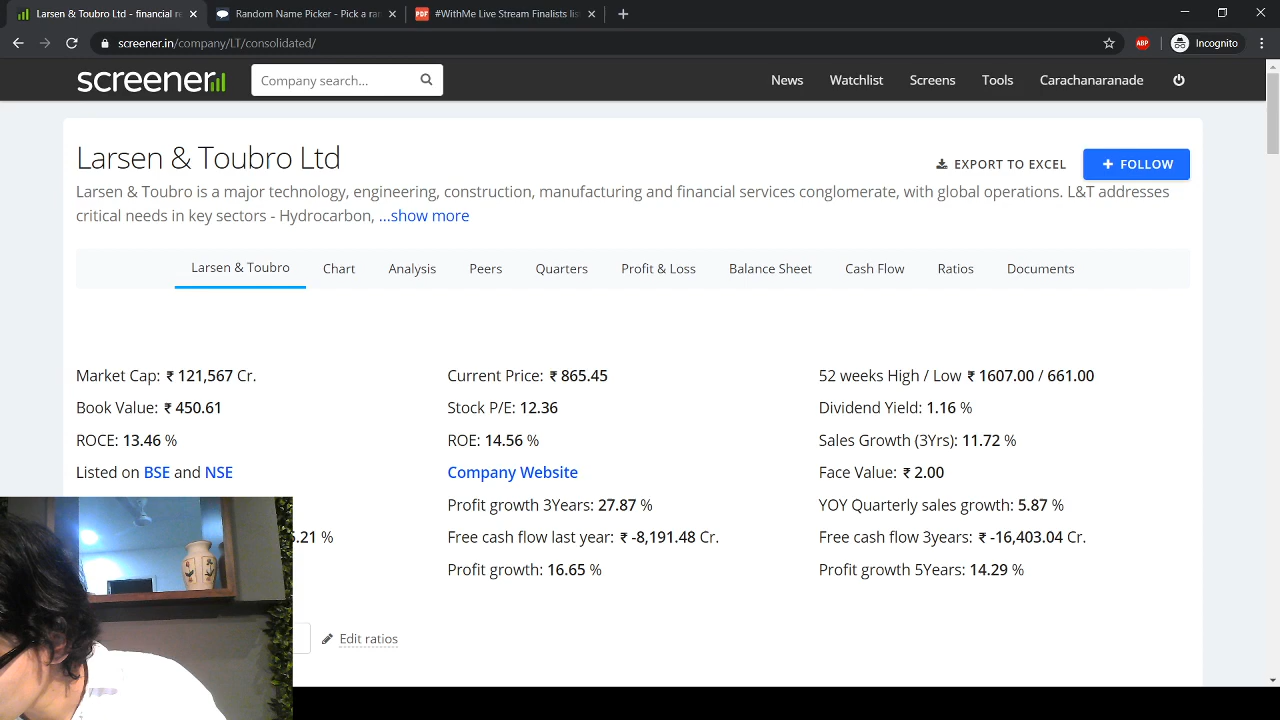 Larsen & Toubro Ltd - financial r
Random Name Picker - Pick a ra
PDF
#WithMe Live Stream Finalists lis
screener.in/company/LT/consolidated/
ABP
Incognito
screener
Company search...
News
Watchlist
Screens
Tools
Carachanaranade
Larsen & Toubro Ltd
EXPORT TO EXCEL
+ FOLLOW
Larsen & Toubro is a major technology, engineering, construction, manufacturing and financial services conglomerate, with global operations. L&T addresses
critical needs in key sectors - Hydrocarbon, ...show more
Larsen & Toubro
Chart
Analysis
Peers
Quarters
Profit & Loss
Balance Sheet
Cash Flow
Ratios
Documents
Market Cap: ₹ 121,567 Cr.
Current Price: ₹ 865.45
52 weeks High / Low ₹ 1607.00 / 661.00
Book Value: ₹ 450.61
Stock P/E: 12.36
Dividend Yield: 1.16 %
ROCE: 13.46 %
ROE: 14.56 %
Sales Growth (3Yrs): 11.72 %
Listed on BSE and NSE
Company Website
Face Value: ₹ 2.00
Profit growth 3Years: 27.87 %
YOY Quarterly sales growth: 5.87 %
.21 %
Free cash flow last year: ₹ -8,191.48 Cr.
Free cash flow 3years: ₹ -16,403.04 Cr.
Profit growth: 16.65 %
Profit growth 5Years: 14.29 %
Edit ratios